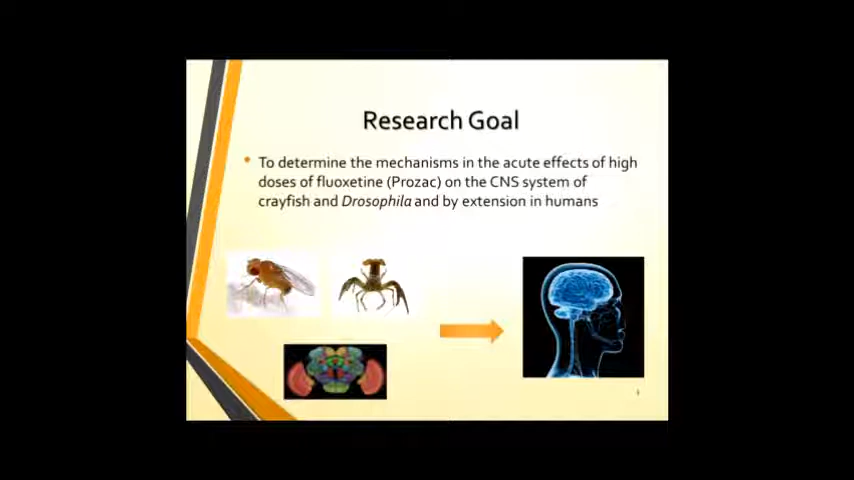 Research Goal
To determine the mechanisms in the acute effects of high
doses of fluoxetine (Prozac) on the CNS system of
crayfish and Drosophila and by extension in humans